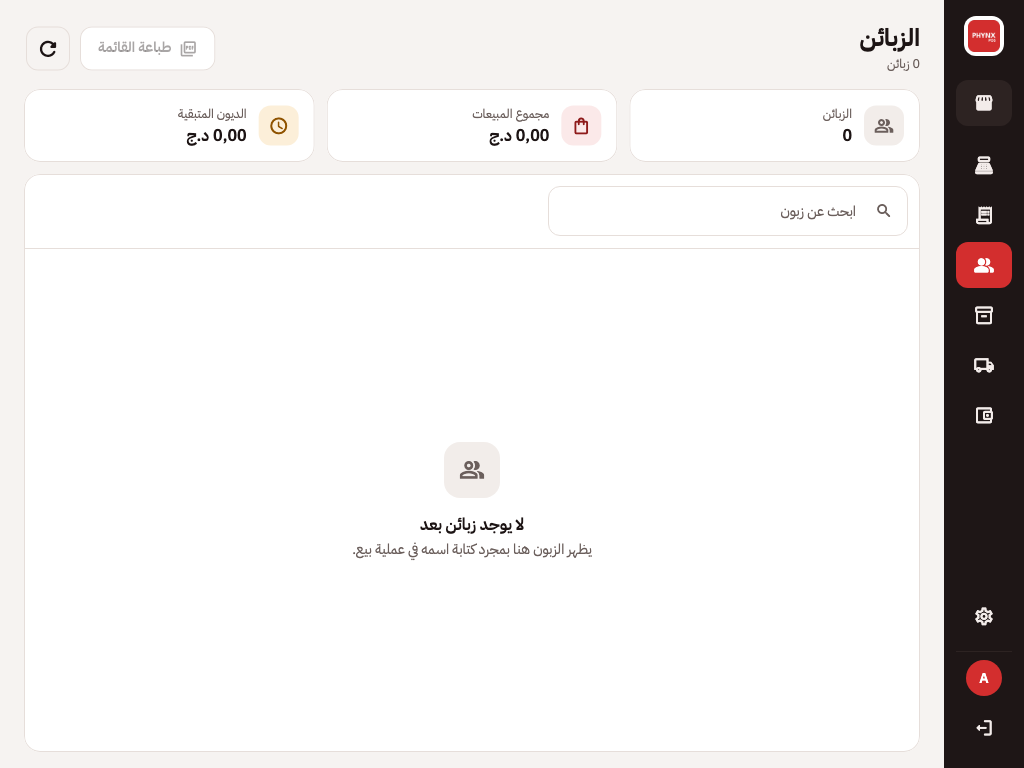 PHYNX
الزبائن
0 زبائن
طباعة القائمة
الزبائن
0
مجموع المبيعات
0,00 د.ج
الديون المتبقية
0,00 د.ج
ابحث عن زبون
لا يوجد زبائن بعد
يظهر الزبون هنا بمجرد كتابة اسمه في عملية بيع.
A